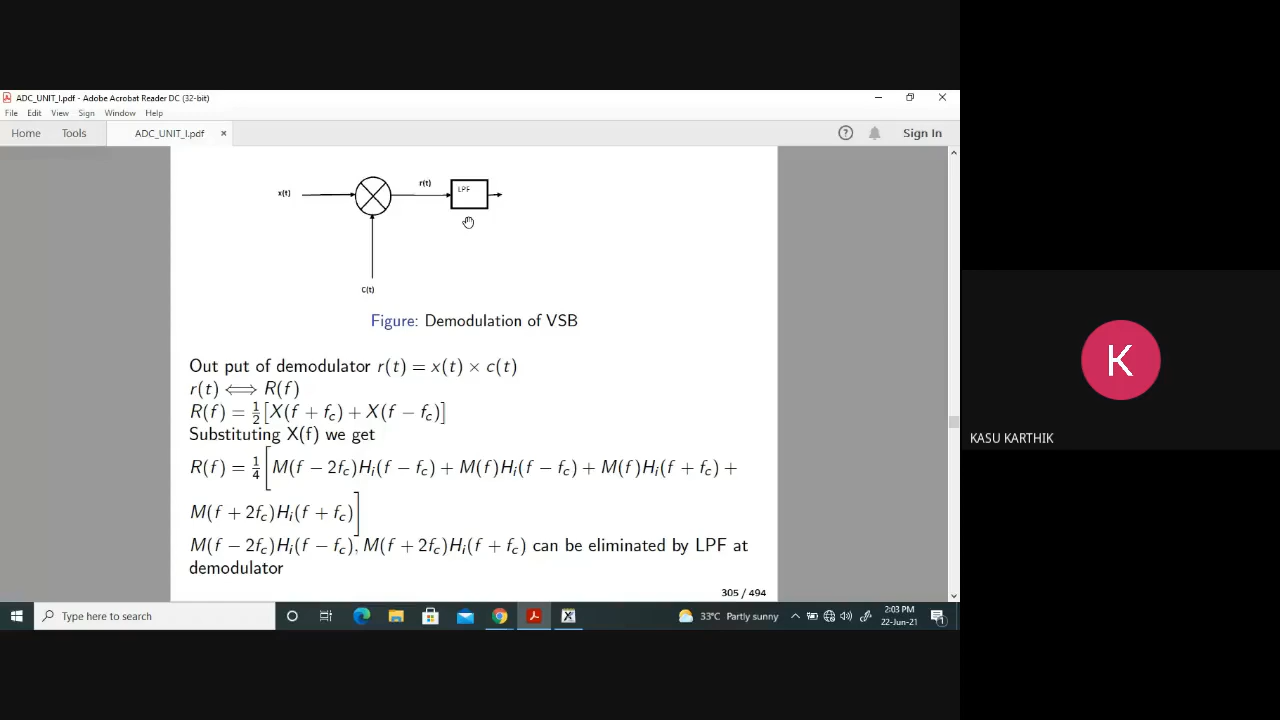 ADC_UNIT_I.pdf - Adobe Acrobat Reader DC (32-bit)
File Edit View Sign Window Help
Home Tools ADC_UNIT_I.pdf × ? Sign In
x(t) r(t) LPF
C(t)
Figure: Demodulation of VSB
Out put of demodulator r(t) = x(t) × c(t)
r(t) ⟺ R(f)
R(f) = 1/2 [X(f + f_c) + X(f − f_c)]
Substituting X(f) we get
R(f) = 1/4 [M(f − 2f_c)H_i(f − f_c) + M(f)H_i(f − f_c) + M(f)H_i(f + f_c) +
M(f + 2f_c)H_i(f + f_c)]
M(f − 2f_c)H_i(f − f_c), M(f + 2f_c)H_i(f + f_c) can be eliminated by LPF at
demodulator
305 / 494
K
KASU KARTHIK
Type here to search 33°C Partly sunny 2:03 PM
22-Jun-21 1